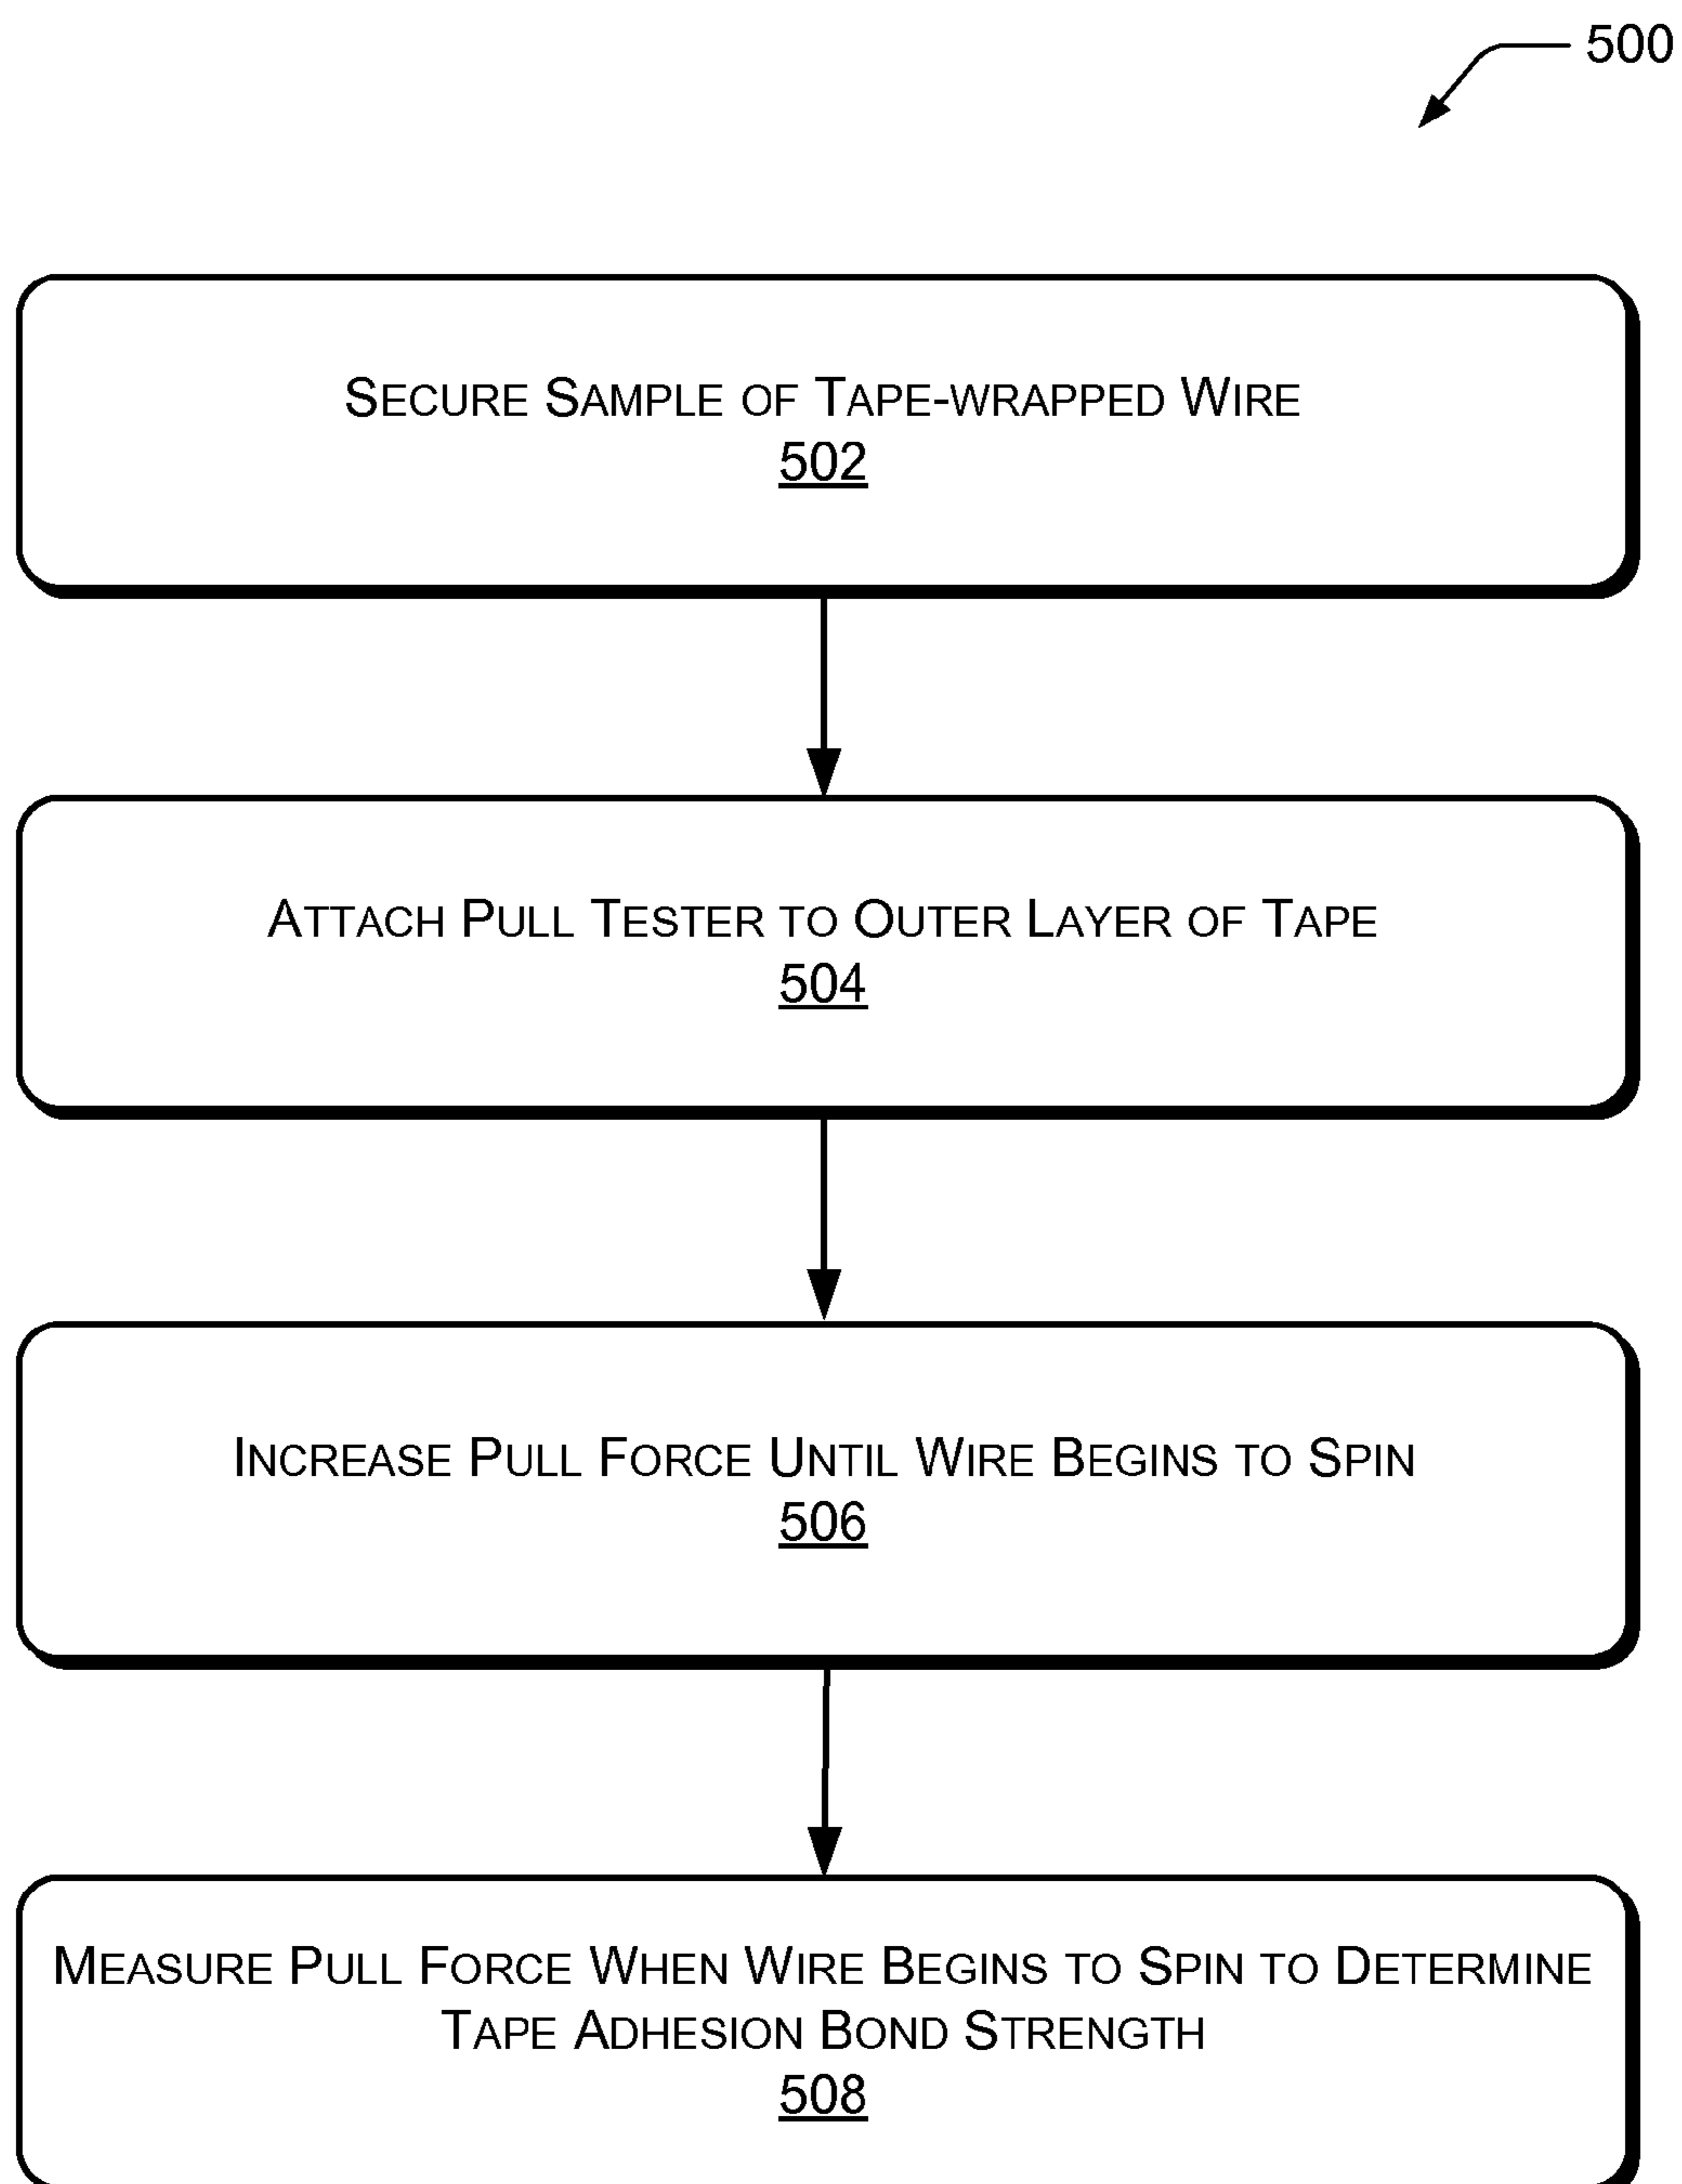 500
Secure Sample of Tape-wrapped Wire
502
Attach Pull Tester to Outer Layer of Tape
504
Increase Pull Force Until Wire Begins to Spin
506
Measure Pull Force When Wire Begins to Spin to Determine
Tape Adhesion Bond Strength
508